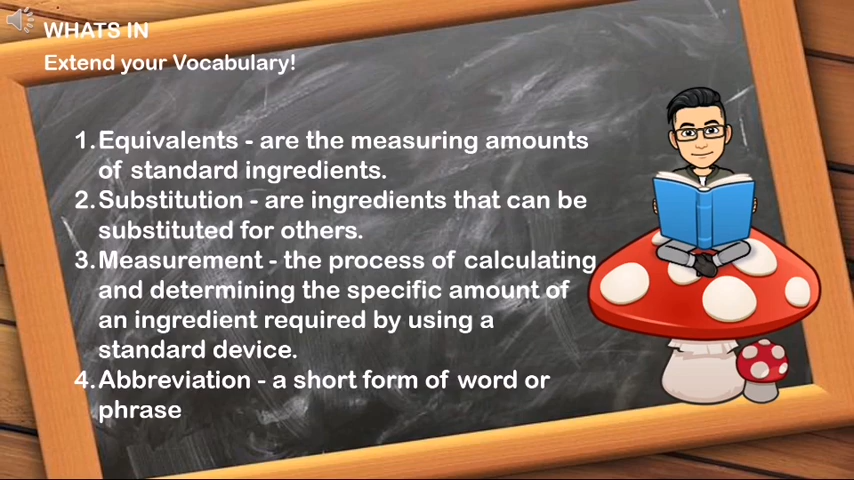 WHATS IN
Extend your Vocabulary!
1. Equivalents - are the measuring amounts
of standard ingredients.
2. Substitution - are ingredients that can be
substituted for others.
3. Measurement - the process of calculating
and determining the specific amount of
an ingredient required by using a
standard device.
4. Abbreviation - a short form of word or
phrase